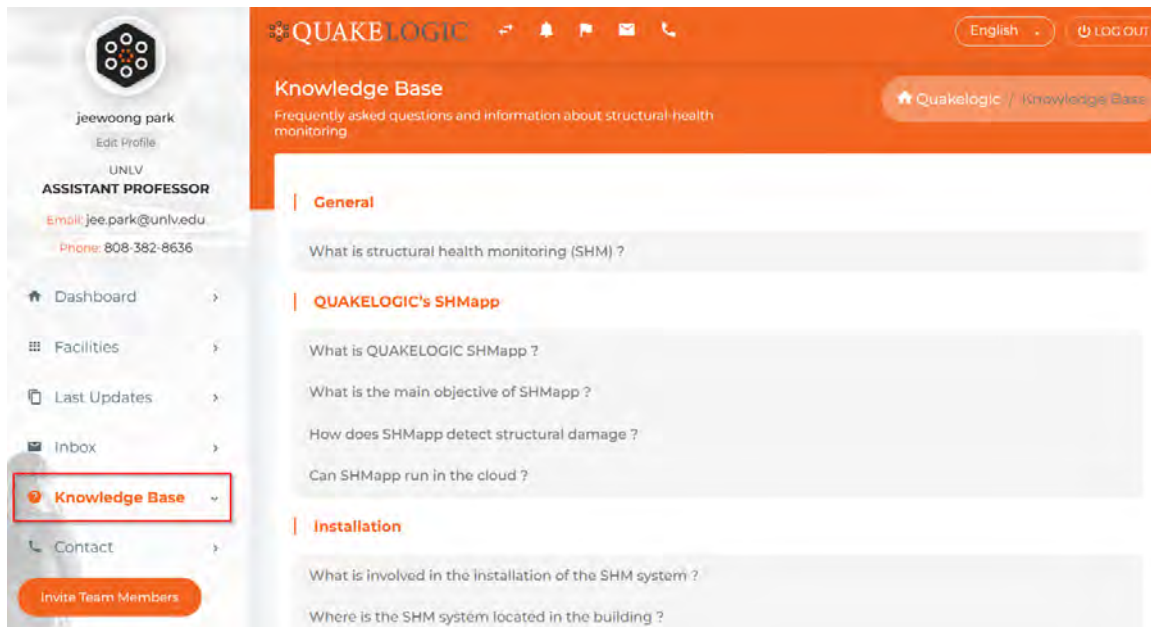 jeewoong park
Edit Profile
UNLV
ASSISTANT PROFESSOR
Email: jee.park@unlv.edu
Phone: 808-382-8636
Dashboard
Facilities
Last Updates
Inbox
Knowledge Base
Contact
Invite Team Members
QUAKELOGIC
English
LOG OUT
Knowledge Base
Frequently asked questions and information about structural health
monitoring
Quakelogic / Knowledge Base
General
What is structural health monitoring (SHM) ?
QUAKELOGIC's SHMapp
What is QUAKELOGIC SHMapp ?
What is the main objective of SHMapp ?
How does SHMapp detect structural damage ?
Can SHMapp run in the cloud ?
Installation
What is involved in the installation of the SHM system ?
Where is the SHM system located in the building ?